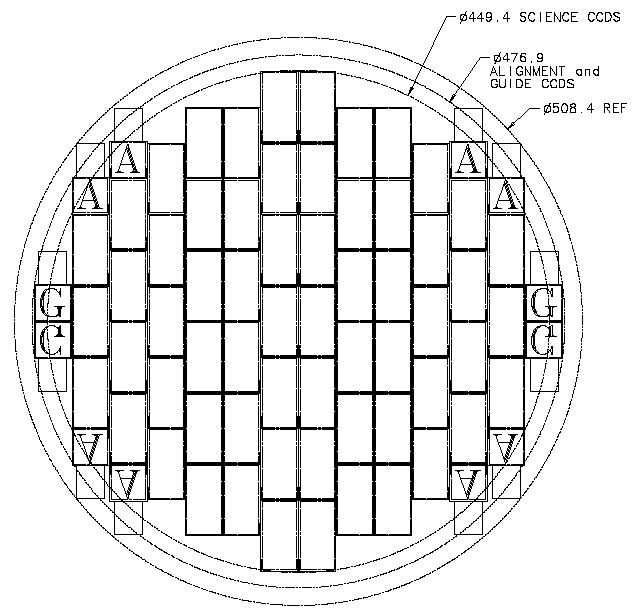 Ø449.4 SCIENCE CCDS
Ø476.9
ALIGNMENT and
GUIDE CCDS
Ø508.4 REF
A A
A A
G G
G G
A A
A A